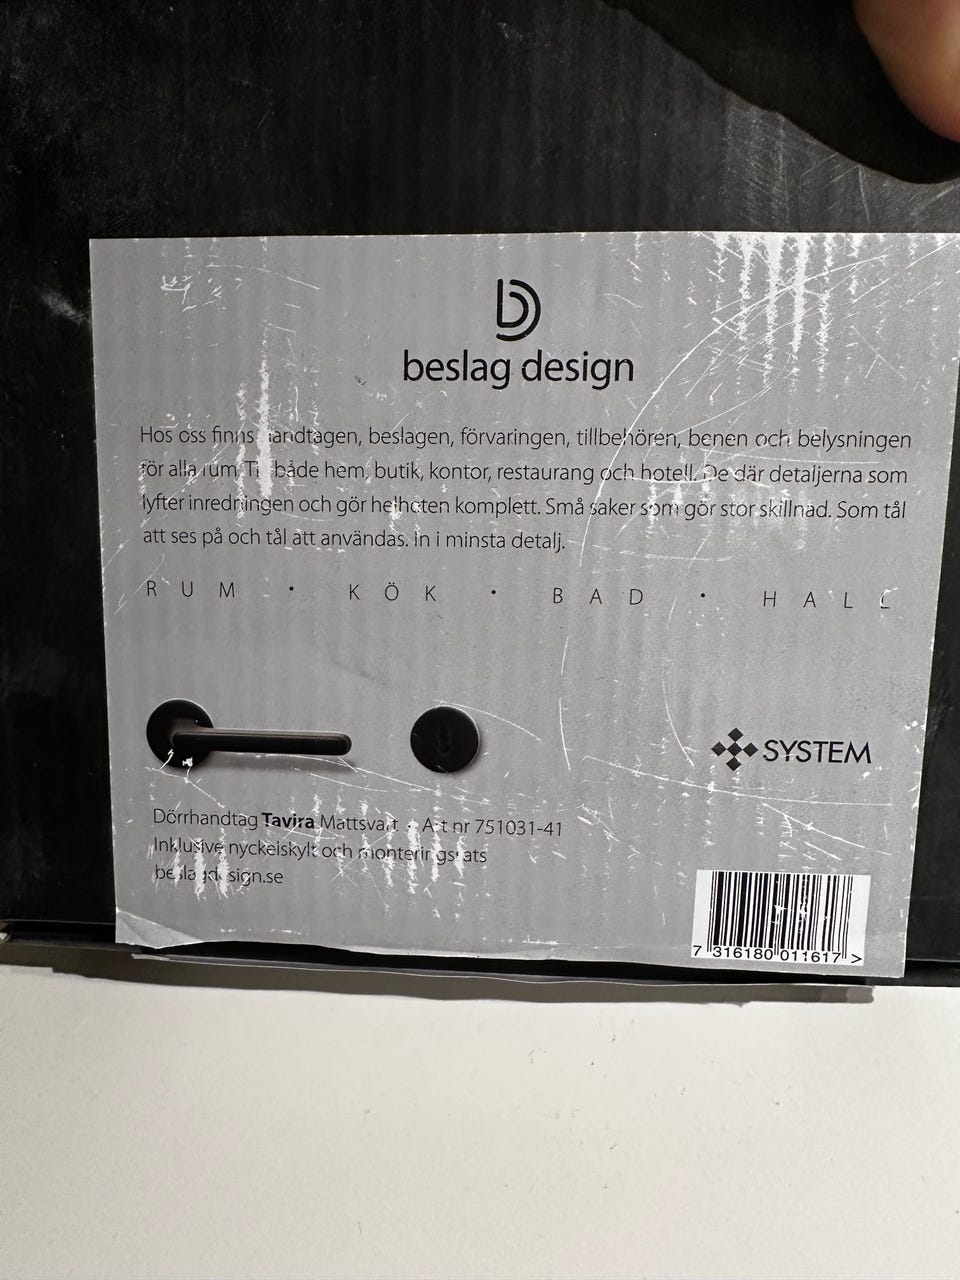 beslag design
Hos oss finns handtagen, beslagen, förvaringen, tillbehören, benen och belysningen
för alla rum. Till både hem, butik, kontor, restaurang och hotell. De där detaljerna som
lyfter inredningen och gör helheten komplett. Små saker som gör stor skillnad. Som tål
att ses på och tål att användas. In i minsta detalj.
RUM · KÖK · BAD · HALL
SYSTEM
Dörrhandtag Tavira Mattsvart - Art nr 751031-41
Inklusive nyckelskylt och monteringssats
beslagdesign.se
7 316180 011617 >